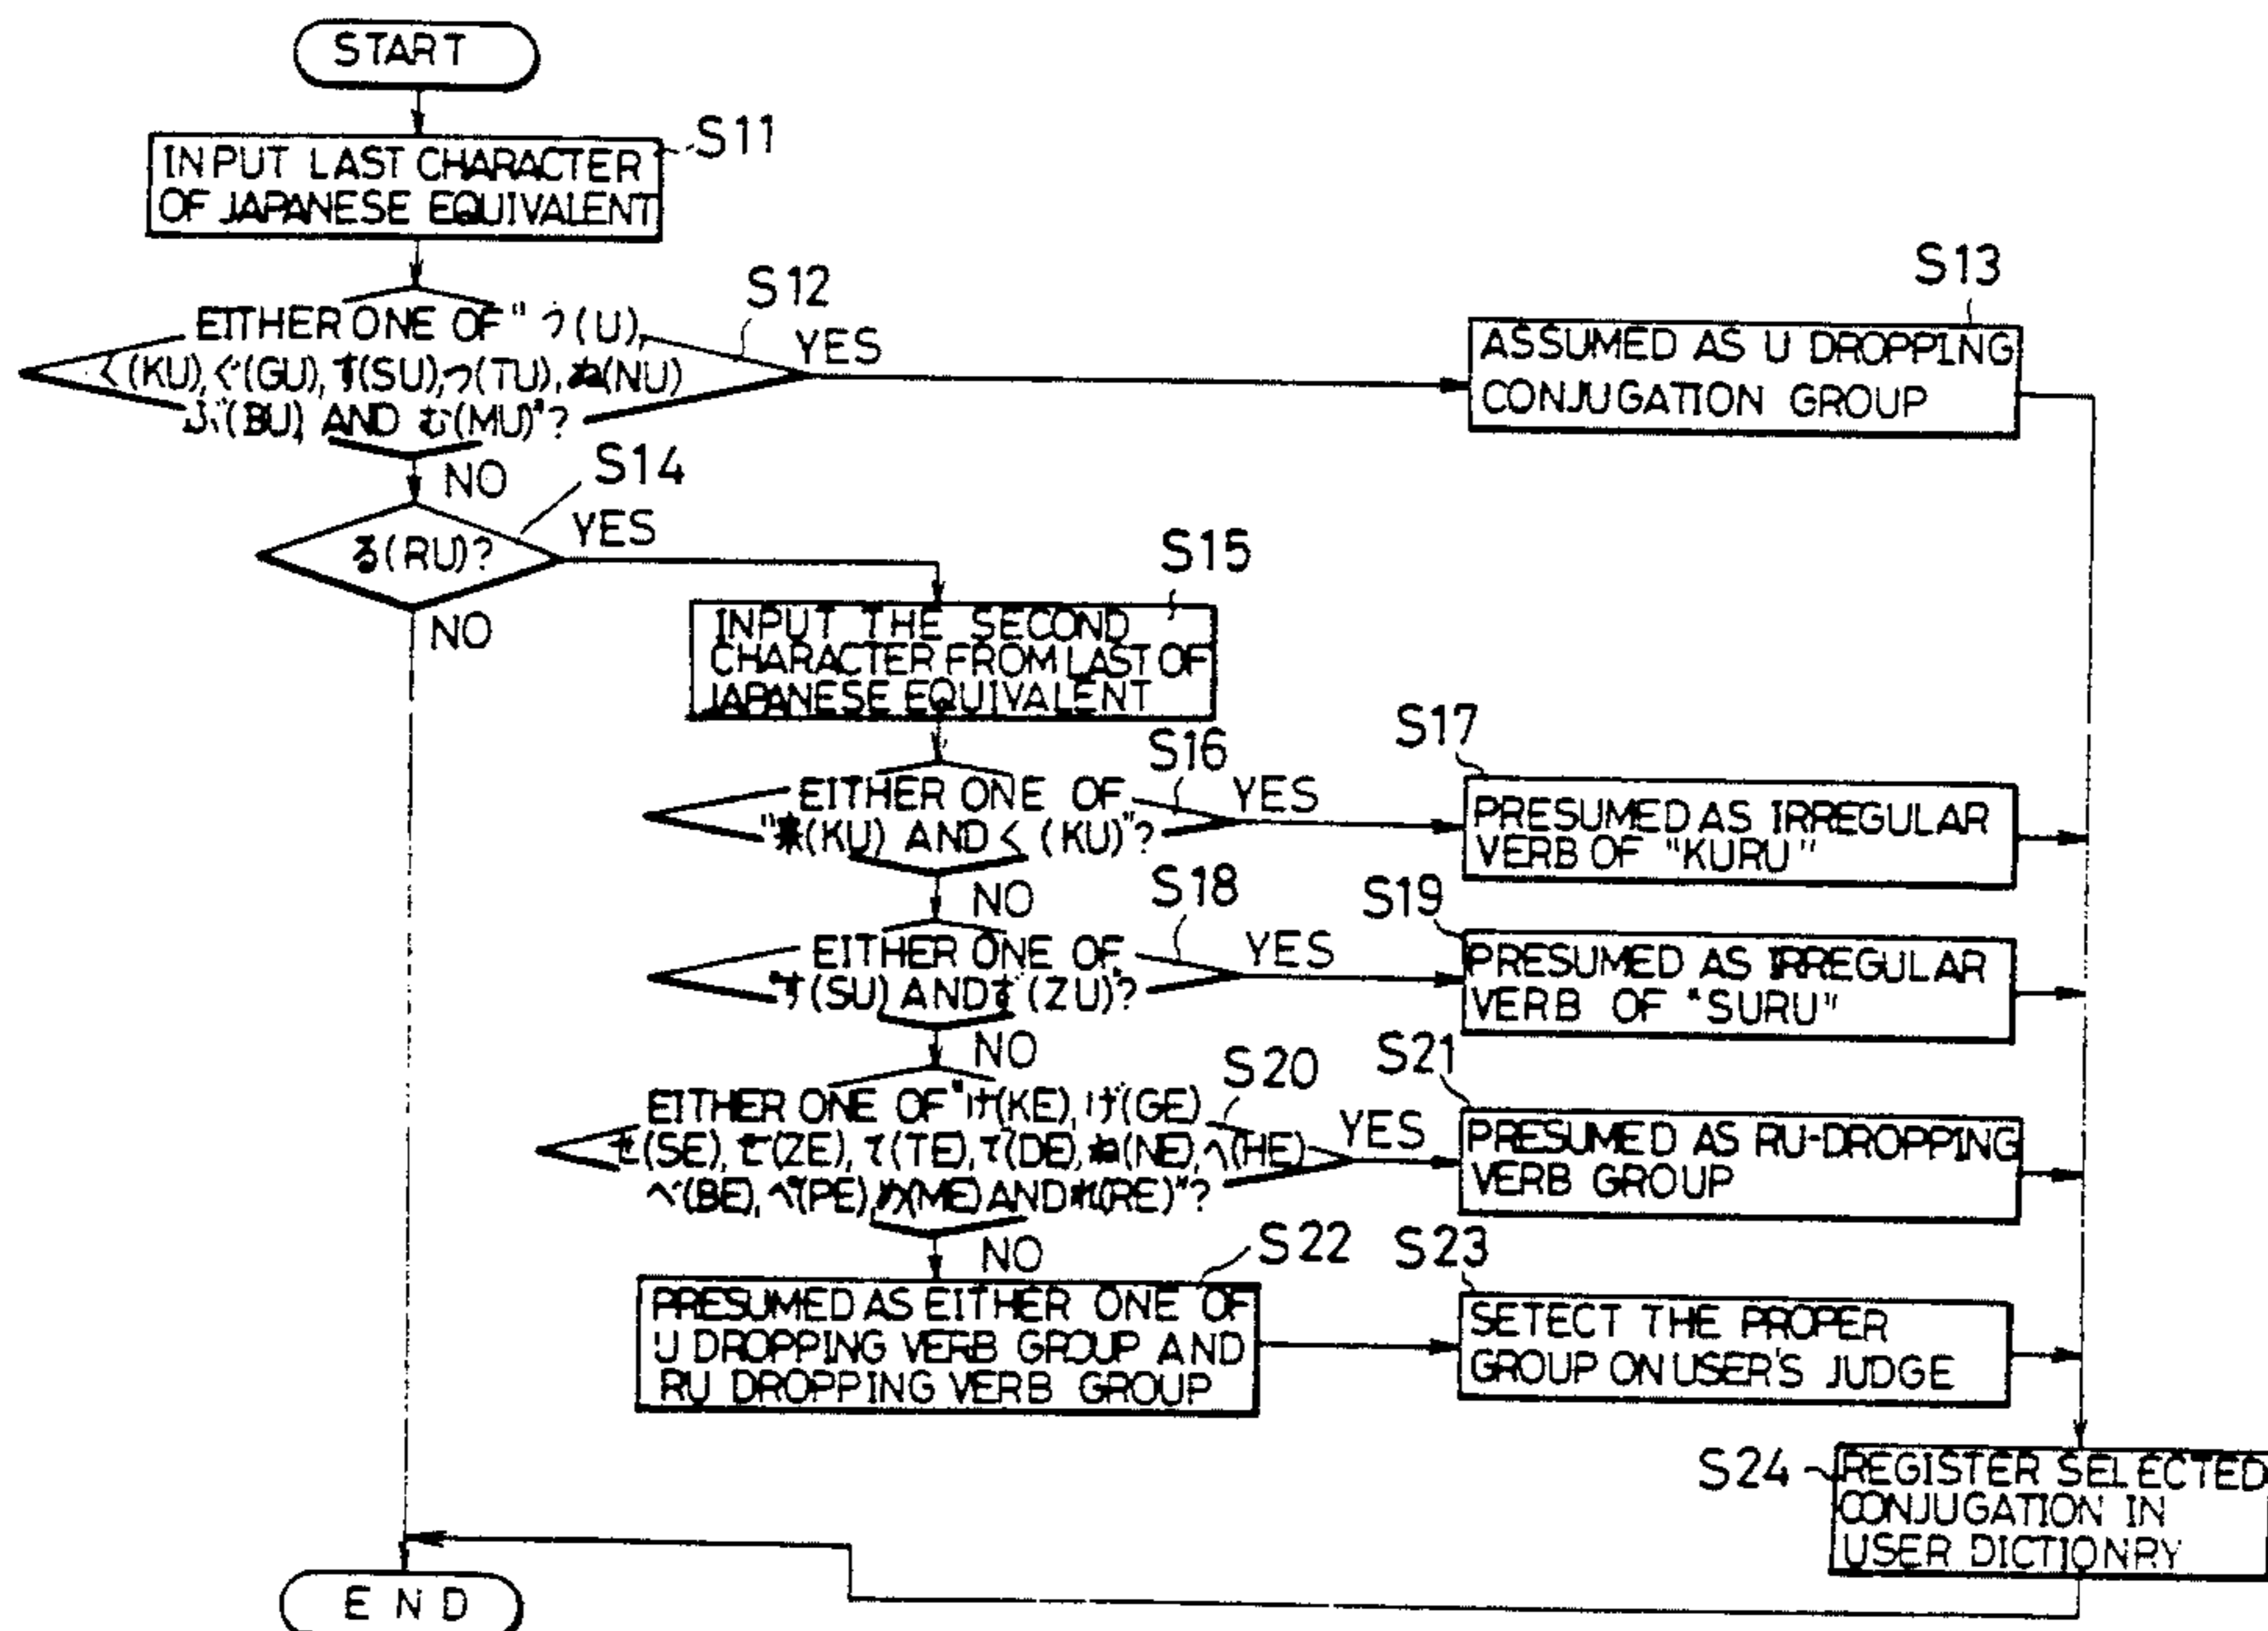 START
S11
INPUT LAST CHARACTER
OF JAPANESE EQUIVALENT
S12
EITHER ONE OF "う(U),
く(KU),ぐ(GU),す(SU),つ(TU),ぬ(NU)
ぶ(BU) AND む(MU)"?
YES
S13
ASSUMED AS U DROPPING
CONJUGATION GROUP
NO
S14
る(RU)?
YES
NO
S15
INPUT THE SECOND
CHARACTER FROM LAST OF
JAPANESE EQUIVALENT
S16
EITHER ONE OF
"来(KU) AND く(KU)"?
YES
S17
PRESUMED AS IRREGULAR
VERB OF "KURU"
NO
S18
EITHER ONE OF
"す(SU) AND ず(ZU)"?
YES
S19
PRESUMED AS IRREGULAR
VERB OF "SURU"
NO
S20
EITHER ONE OF "け(KE), げ(GE)
せ(SE), ぜ(ZE), て(TE), で(DE), ね(NE), へ(HE)
べ(BE), ぺ(PE), め(ME) AND れ(RE)"?
YES
S21
PRESUMED AS RU-DROPPING
VERB GROUP
NO
S22
PRESUMED AS EITHER ONE OF
U DROPPING VERB GROUP AND
RU DROPPING VERB GROUP
S23
SETECT THE PROPER
GROUP ON USER'S JUDGE
S24
REGISTER SELECTED
CONJUGATION IN
USER DICTIONRY
END